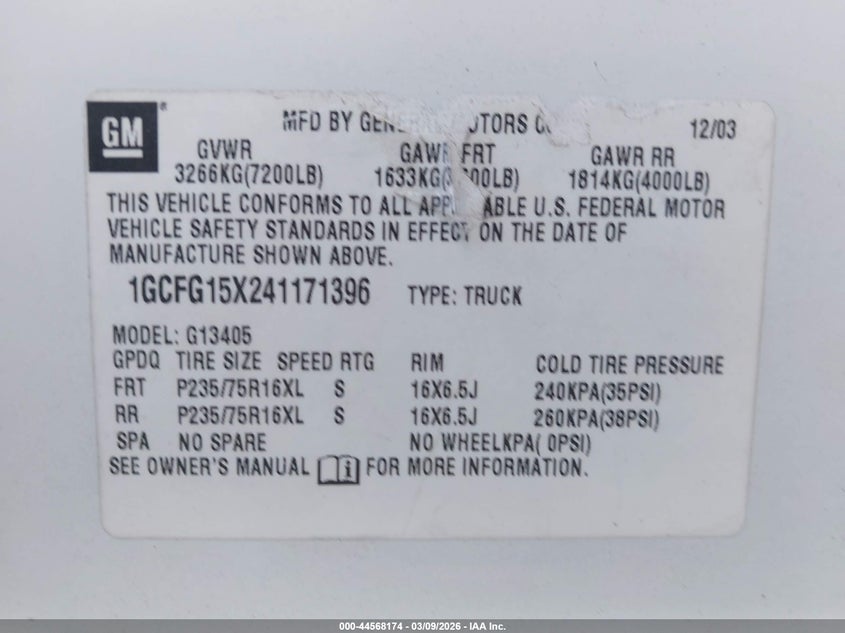 GM
MFD BY MOTORS 12/03
GVWR GAWR FRT GAWR RR
3266KG(7200LB) 1633KG( 00LB) 1814KG(4000LB)
THIS VEHICLE CONFORMS TO ALL APP ABLE U.S. FEDERAL MOTOR
VEHICLE SAFETY STANDARDS IN EFFECT ON THE DATE OF
MANUFACTURE SHOWN ABOVE.
1GCFG15X241171396 TYPE: TRUCK
MODEL: G13405
GPDQ TIRE SIZE SPEED RTG RIM COLD TIRE PRESSURE
FRT P235/75R16XL S 16X6.5J 240KPA(35PSI)
RR P235/75R16XL S 16X6.5J 260KPA(38PSI)
SPA NO SPARE NO WHEELKPA( 0PSI)
SEE OWNER'S MANUAL FOR MORE INFORMATION.
000-44568174 | 03/09/2026 - IAA Inc.